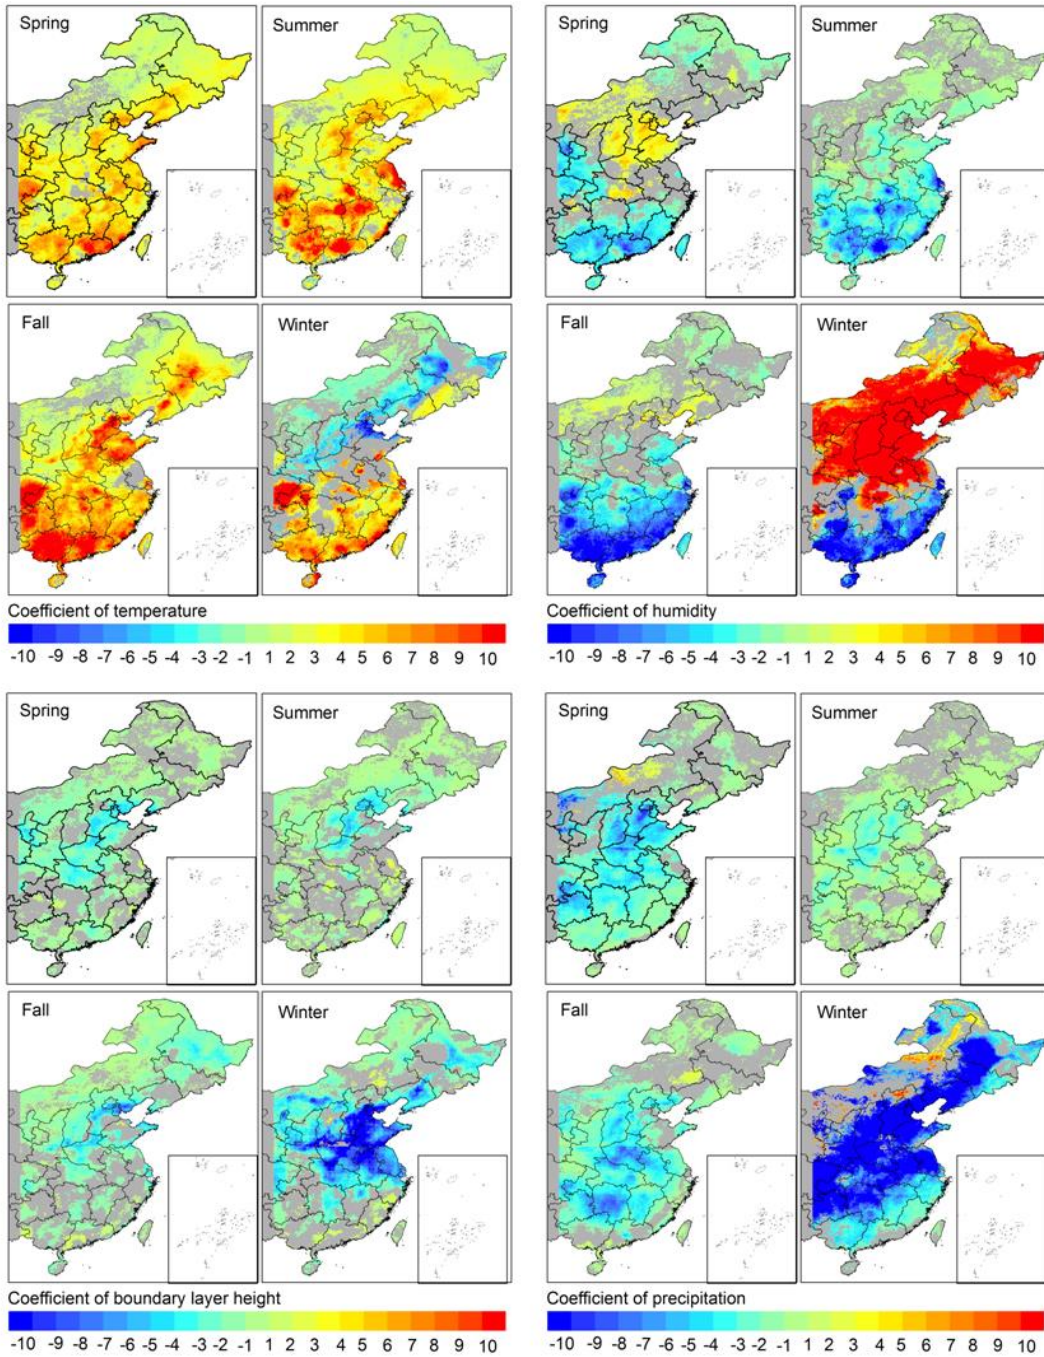 Spring
Summer
Fall
Winter
Coefficient of temperature
-10 -9 -8 -7 -6 -5 -4 -3 -2 -1 1 2 3 4 5 6 7 8 9 10
Spring
Summer
Fall
Winter
Coefficient of humidity
-10 -9 -8 -7 -6 -5 -4 -3 -2 -1 1 2 3 4 5 6 7 8 9 10
Spring
Summer
Fall
Winter
Coefficient of boundary layer height
-10 -9 -8 -7 -6 -5 -4 -3 -2 -1 1 2 3 4 5 6 7 8 9 10
Spring
Summer
Fall
Winter
Coefficient of precipitation
-10 -9 -8 -7 -6 -5 -4 -3 -2 -1 1 2 3 4 5 6 7 8 9 10